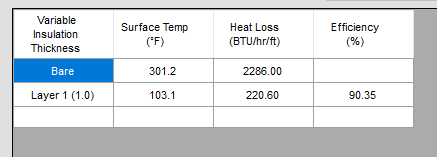 Variable Insulation Thickness	Surface Temp (°F)	Heat Loss (BTU/hr/ft)	Efficiency (%)
Bare	301.2	2286.00
Layer 1 (1.0)	103.1	220.60	90.35